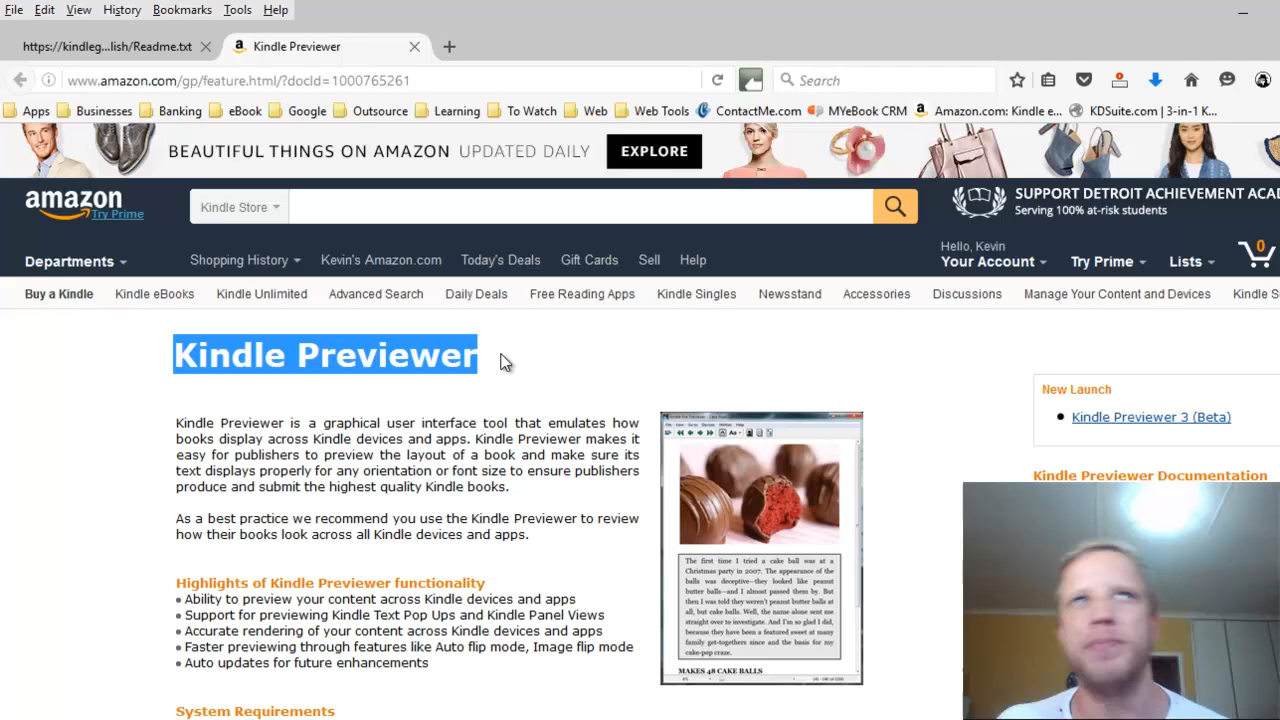 File Edit View History Bookmarks Tools Help
https://kindleg...lish/Readme.txt Kindle Previewer
www.amazon.com/gp/feature.html/?docId=1000765261 Search
Apps Businesses Banking eBook Google Outsource Learning To Watch Web Web Tools ContactMe.com MYeBook CRM Amazon.com: Kindle e... KDSuite.com | 3-in-1 K...
BEAUTIFUL THINGS ON AMAZON UPDATED DAILY EXPLORE
amazon Try Prime
Kindle Store
SUPPORT DETROIT ACHIEVEMENT ACA
Serving 100% at-risk students
Departments Shopping History Kevin's Amazon.com Today's Deals Gift Cards Sell Help
Hello, Kevin
Your Account Try Prime Lists 0
Buy a Kindle Kindle eBooks Kindle Unlimited Advanced Search Daily Deals Free Reading Apps Kindle Singles Newsstand Accessories Discussions Manage Your Content and Devices Kindle S
Kindle Previewer
Kindle Previewer is a graphical user interface tool that emulates how
books display across Kindle devices and apps. Kindle Previewer makes it
easy for publishers to preview the layout of a book and make sure its
text displays properly for any orientation or font size to ensure publishers
produce and submit the highest quality Kindle books.
As a best practice we recommend you use the Kindle Previewer to review
how their books look across all Kindle devices and apps.
Highlights of Kindle Previewer functionality
Ability to preview your content across Kindle devices and apps
Support for previewing Kindle Text Pop Ups and Kindle Panel Views
Accurate rendering of your content across Kindle devices and apps
Faster previewing through features like Auto flip mode, Image flip mode
Auto updates for future enhancements
System Requirements
The first time I tried a cake ball was at a
Christmas party in 2007. The appearance of the
balls was deceptive—they looked like peanut
butter balls—and I almost passed them by. But
then I was told they weren't peanut butter balls at
all, but cake balls. Well, the name alone sent me
straight over to investigate. And I'm so glad I did,
because they have been a featured sweet at many
family get-togethers since and the basis for my
cake-pop craze.
MAKES 48 CAKE BALLS
New Launch
Kindle Previewer 3 (Beta)
Kindle Previewer Documentation